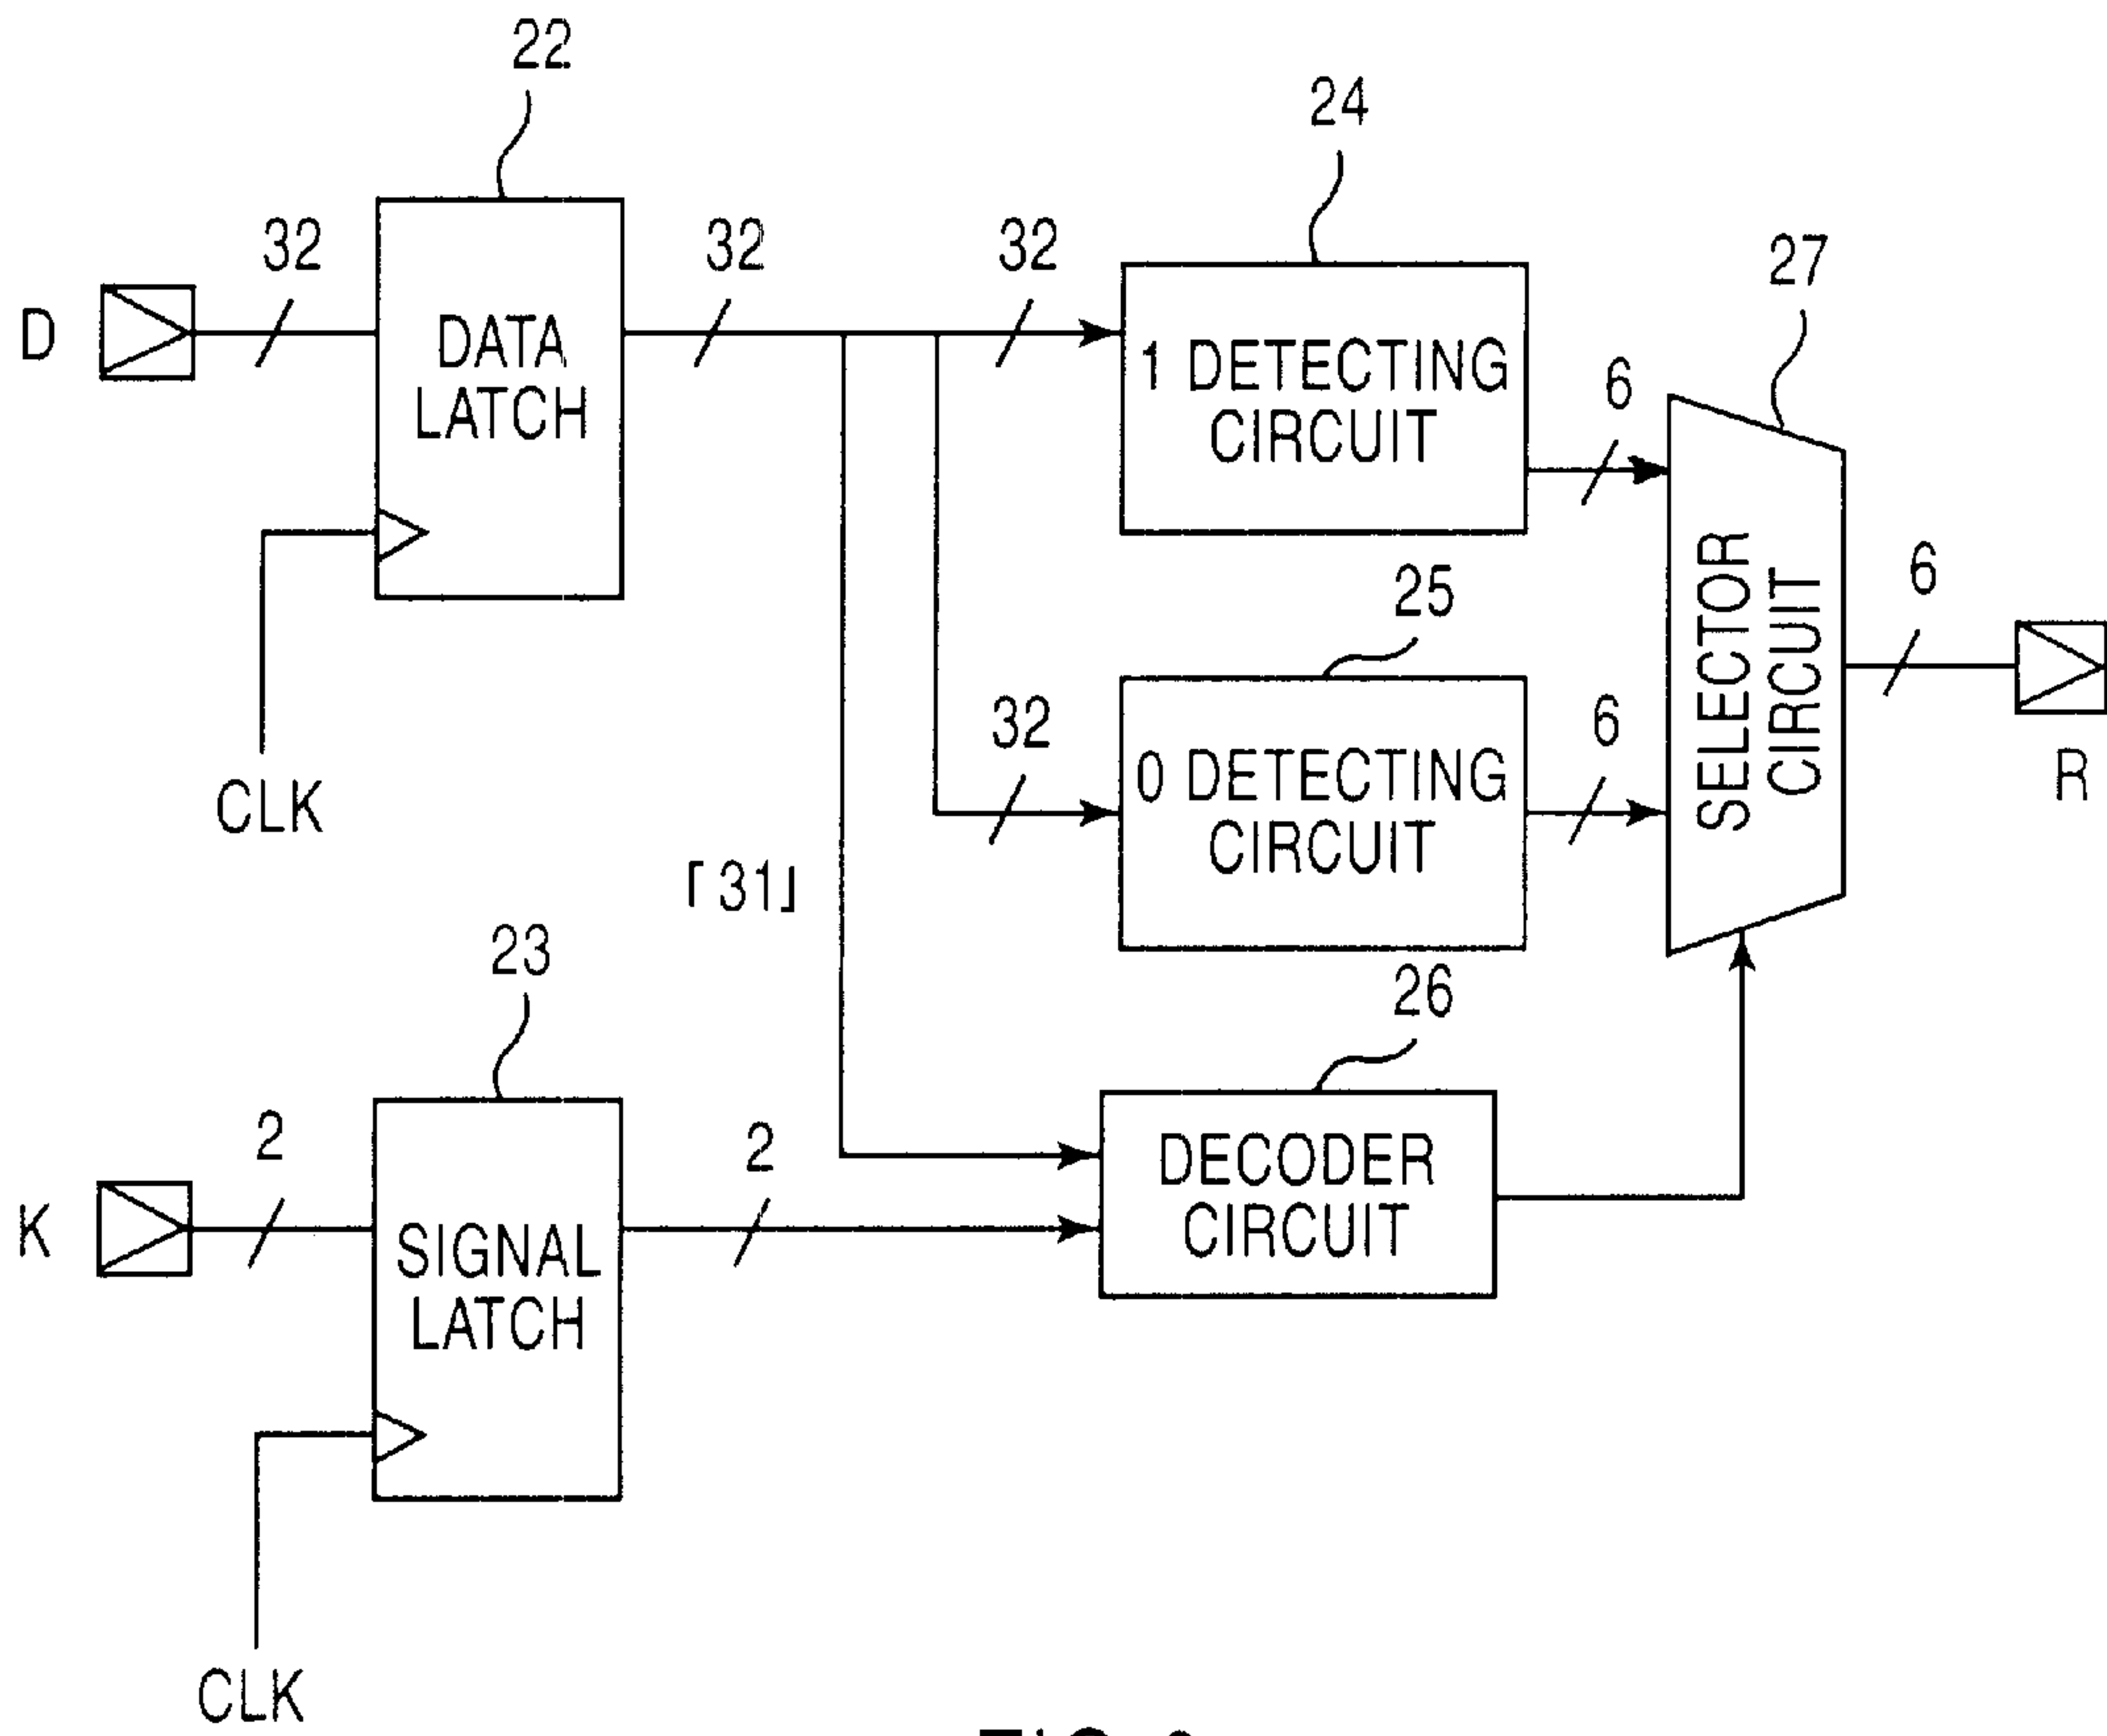 22
24
32
32
32
27
D
DATA
LATCH
1 DETECTING
CIRCUIT
6
25
6
SELECTOR
CIRCUIT
32
6
0 DETECTING
CIRCUIT
R
CLK
「31」
23
26
2
2
K
SIGNAL
LATCH
DECODER
CIRCUIT
CLK